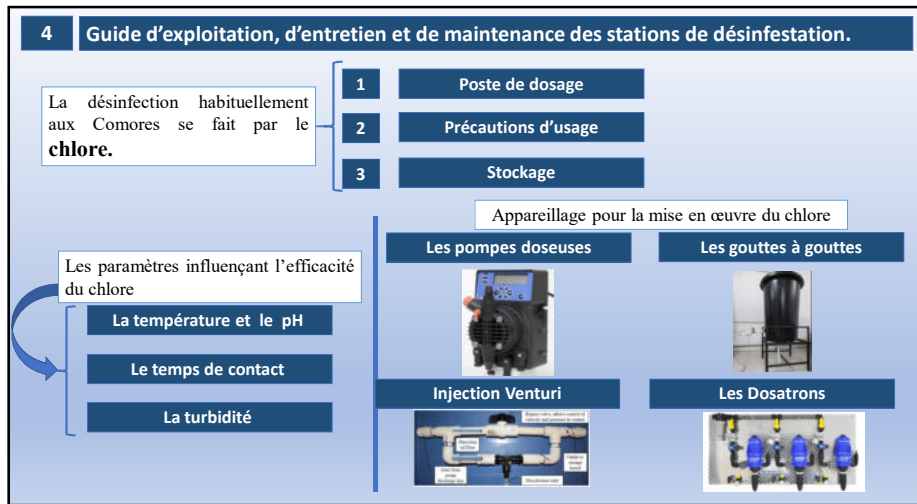 4 Guide d’exploitation, d’entretien et de maintenance des stations de désinfestation.
La désinfection habituellement
aux Comores se fait par le
chlore.
1 Poste de dosage
2 Précautions d’usage
3 Stockage
Les paramètres influençant l’efficacité
du chlore
La température et le pH
Le temps de contact
La turbidité
Appareillage pour la mise en œuvre du chlore
Les pompes doseuses
Les gouttes à gouttes
Injection Venturi
Les Dosatrons